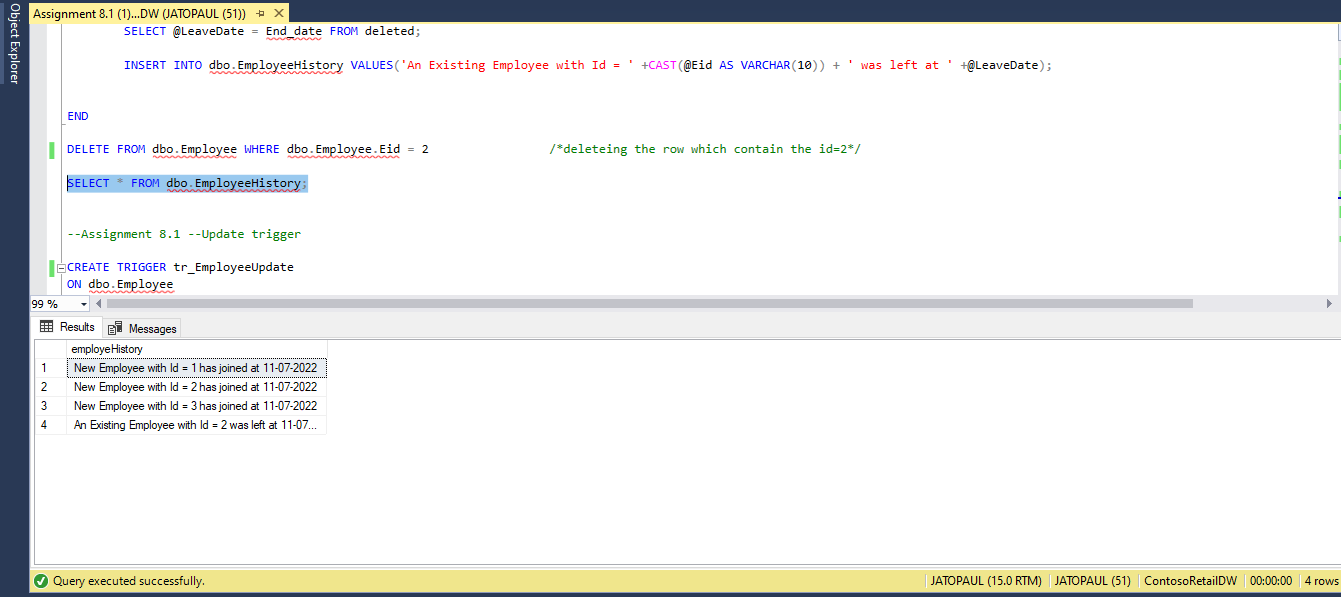 Object Explorer
Assignment 8.1 (1)...DW (JATOPAUL (51))
SELECT @LeaveDate = End_date FROM deleted;
INSERT INTO dbo.EmployeeHistory VALUES('An Existing Employee with Id = ' +CAST(@Eid AS VARCHAR(10)) + ' was left at ' +@LeaveDate);
END
DELETE FROM dbo.Employee WHERE dbo.Employee.Eid = 2 /*deleteing the row which contain the id=2*/
SELECT * FROM dbo.EmployeeHistory;
--Assignment 8.1 --Update trigger
CREATE TRIGGER tr_EmployeeUpdate
ON dbo.Employee
99 %
Results Messages
employeHistory
1 New Employee with Id = 1 has joined at 11-07-2022
2 New Employee with Id = 2 has joined at 11-07-2022
3 New Employee with Id = 3 has joined at 11-07-2022
4 An Existing Employee with Id = 2 was left at 11-07...
Query executed successfully. JATOPAUL (15.0 RTM) JATOPAUL (51) ContosoRetailDW 00:00:00 4 rows